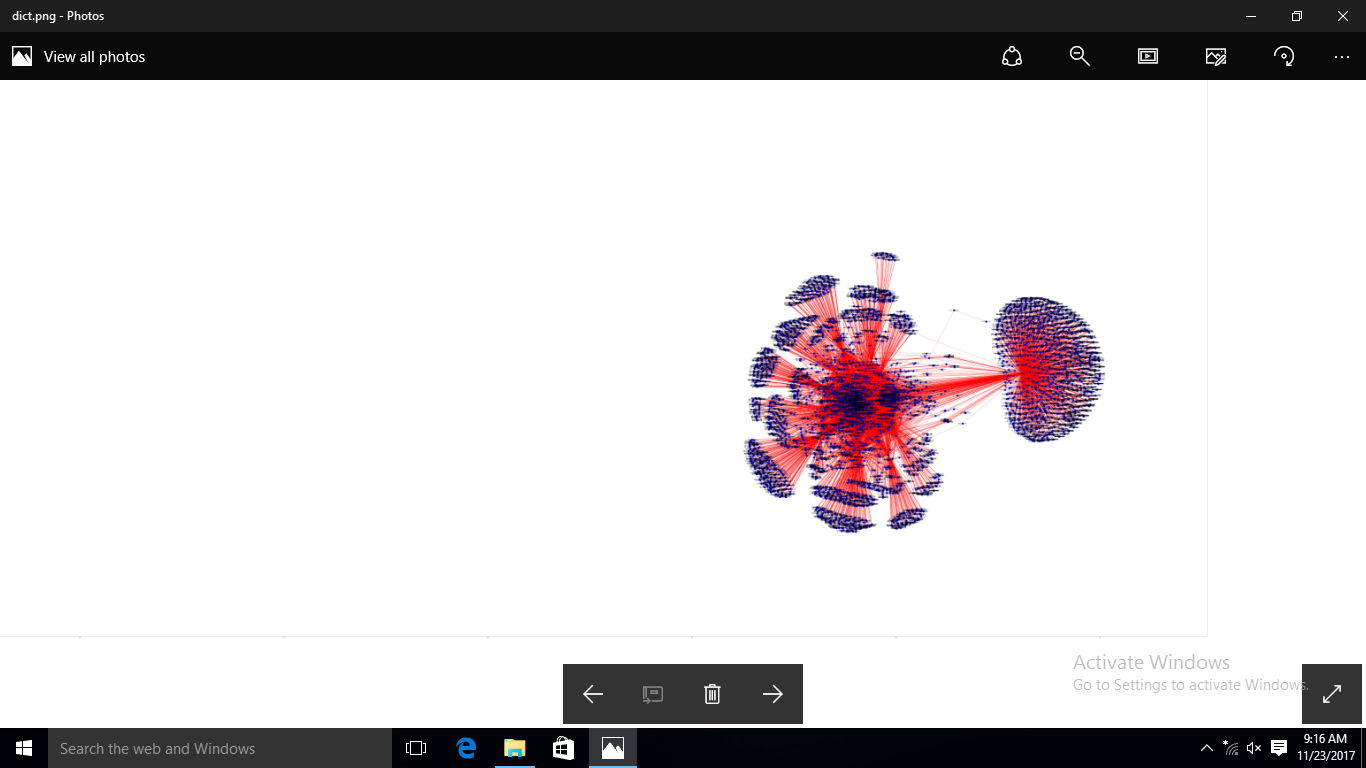 dict.png - Photos
View all photos
Activate Windows
Go to Settings to activate Windows.
Search the web and Windows
9:16 AM
11/23/2017